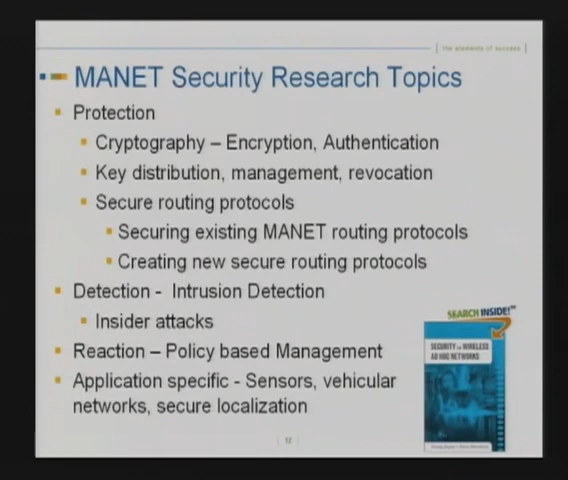 the elements of success
MANET Security Research Topics
Protection
Cryptography – Encryption, Authentication
Key distribution, management, revocation
Secure routing protocols
Securing existing MANET routing protocols
Creating new secure routing protocols
Detection - Intrusion Detection
Insider attacks
Reaction – Policy based Management
Application specific - Sensors, vehicular
networks, secure localization
SEARCH INSIDE!™
SECURITY for WIRELESS
AD HOC NETWORKS
12